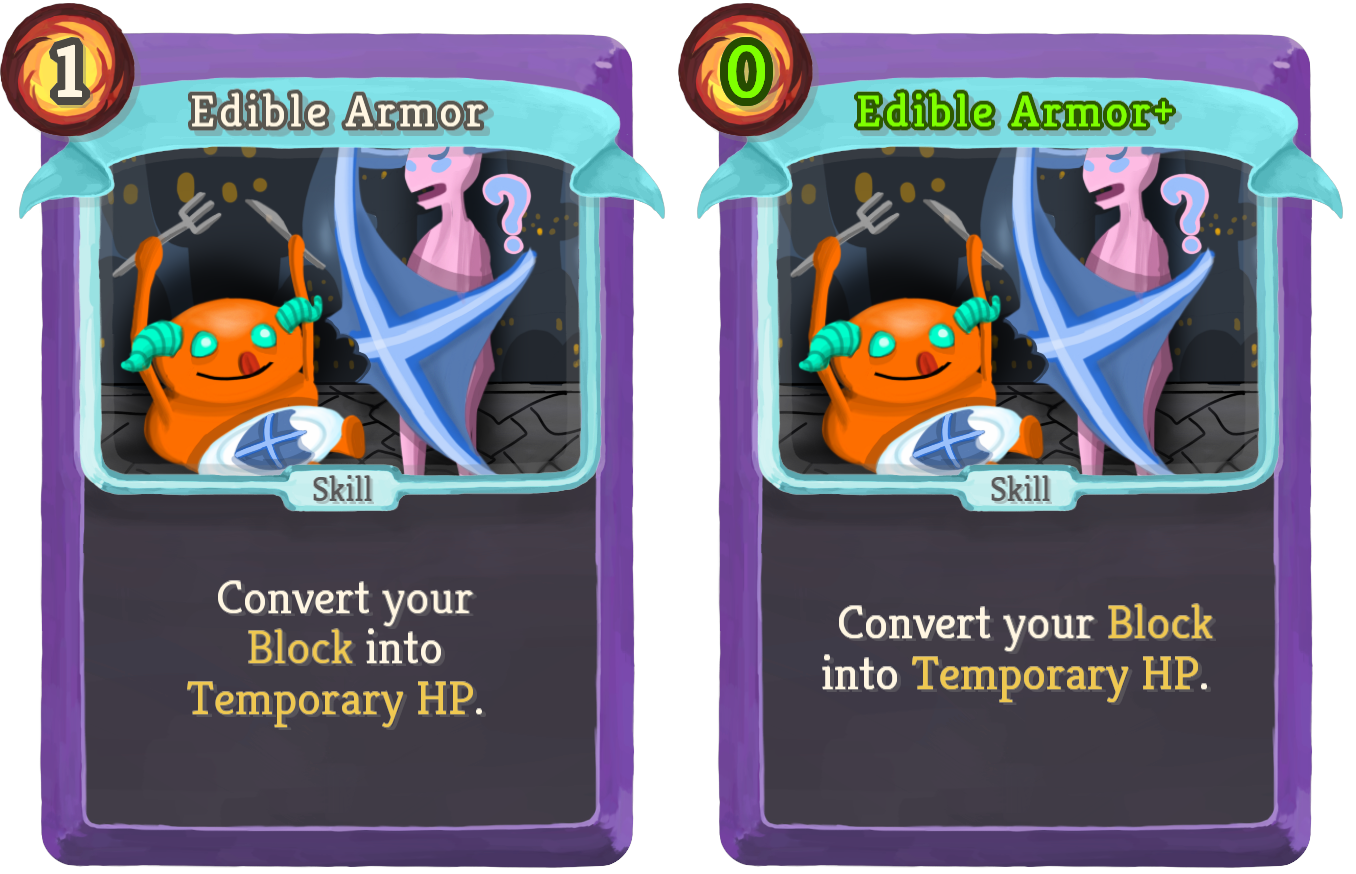 1
Edible Armor
?
Skill
Convert your
Block into
Temporary HP.
0
Edible Armor+
?
Skill
Convert your Block
into Temporary HP.